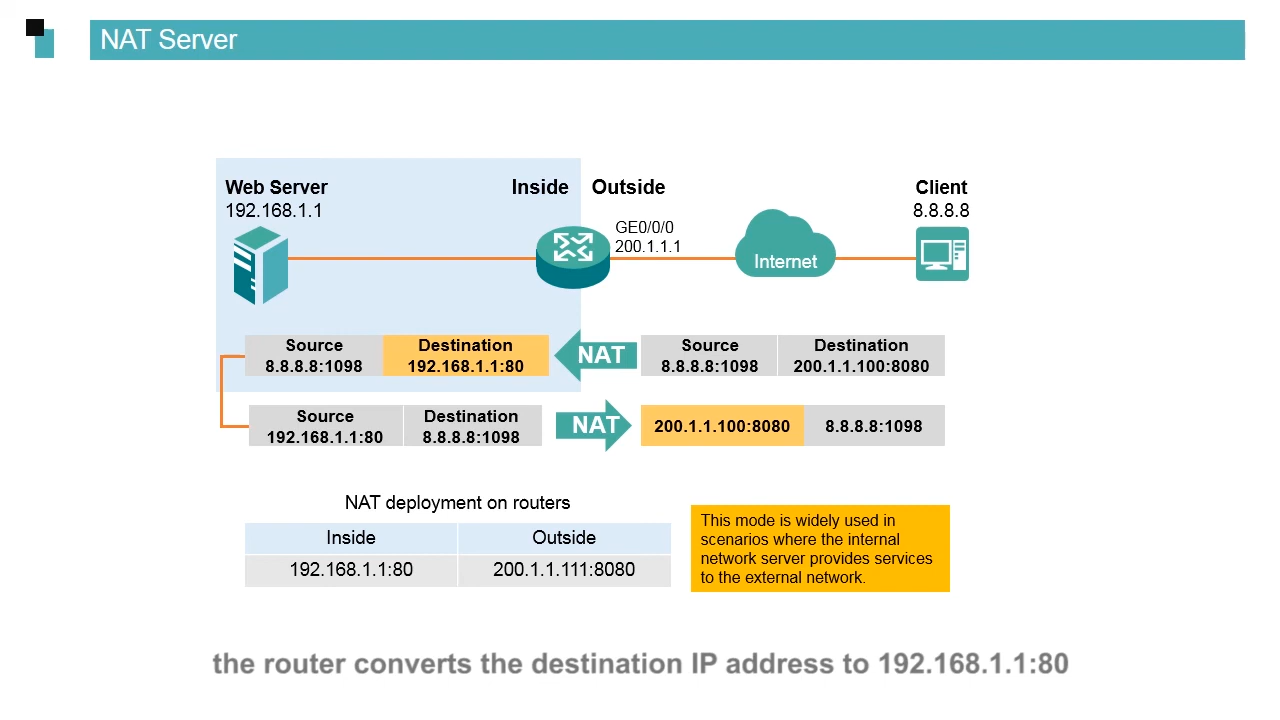 NAT Server
Web Server
192.168.1.1
Inside
Outside
GE0/0/0
200.1.1.1
Internet
Client
8.8.8.8
Source
8.8.8.8:1098
Destination
192.168.1.1:80
NAT
Source
8.8.8.8:1098
Destination
200.1.1.100:8080
Source
192.168.1.1:80
Destination
8.8.8.8:1098
NAT
200.1.1.100:8080
8.8.8.8:1098
NAT deployment on routers
Inside
Outside
192.168.1.1:80
200.1.1.111:8080
This mode is widely used in
scenarios where the internal
network server provides services
to the external network.
the router converts the destination IP address to 192.168.1.1:80